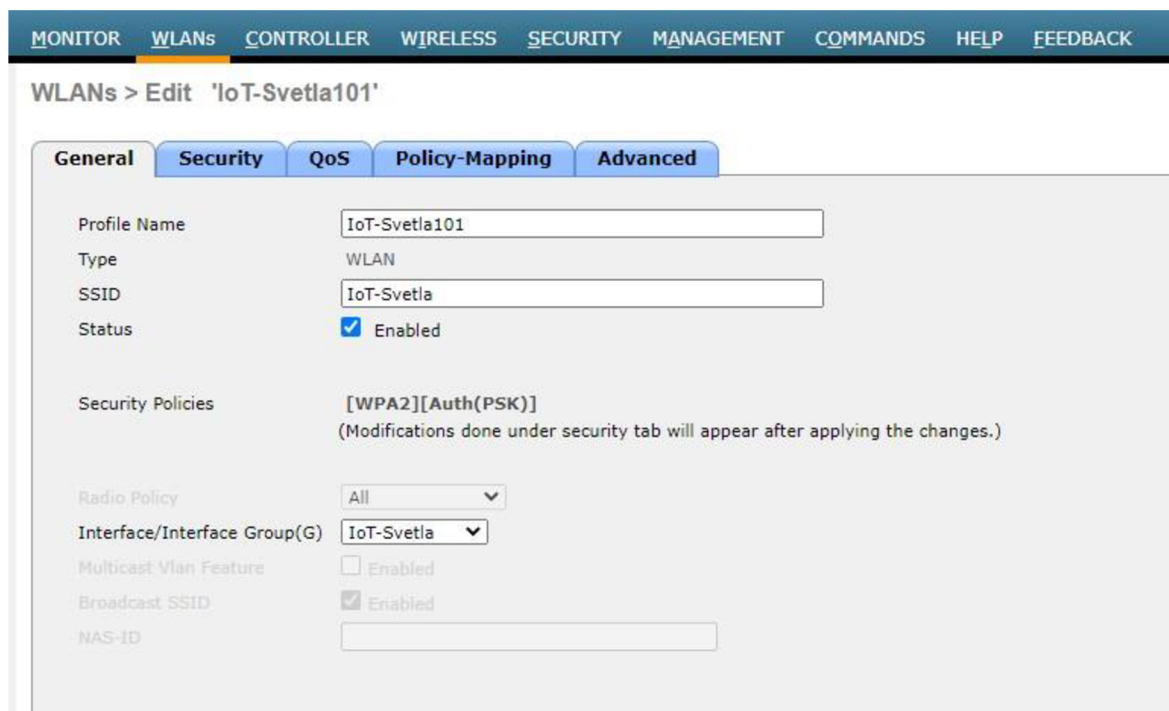 MONITOR WLANs CONTROLLER WIRELESS SECURITY MANAGEMENT COMMANDS HELP FEEDBACK
WLANs > Edit 'IoT-Svetla101'
General Security QoS Policy-Mapping Advanced
Profile Name IoT-Svetla101
Type WLAN
SSID IoT-Svetla
Status Enabled
Security Policies [WPA2][Auth(PSK)]
(Modifications done under security tab will appear after applying the changes.)
Radio Policy All
Interface/Interface Group(G) IoT-Svetla
Multicast Vlan Feature Enabled
Broadcast SSID Enabled
NAS-ID